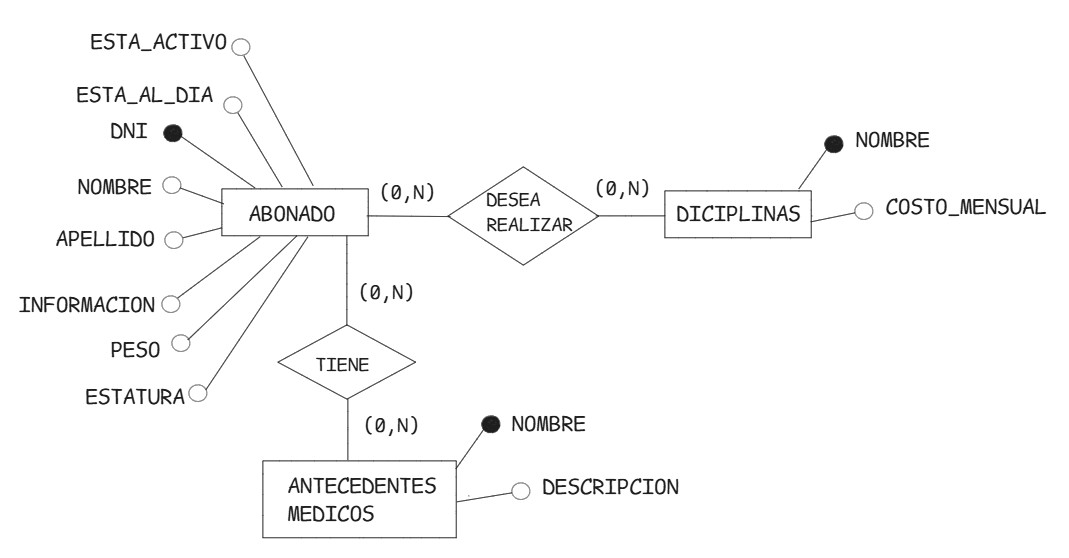 ESTA_ACTIVO
ESTA_AL_DIA
DNI
NOMBRE
APELLIDO
INFORMACION
PESO
ESTATURA
ABONADO
(0,N)
DESEA
REALIZAR
(0,N)
DICIPLINAS
NOMBRE
COSTO_MENSUAL
(0,N)
TIENE
(0,N)
ANTECEDENTES
MEDICOS
NOMBRE
DESCRIPCION